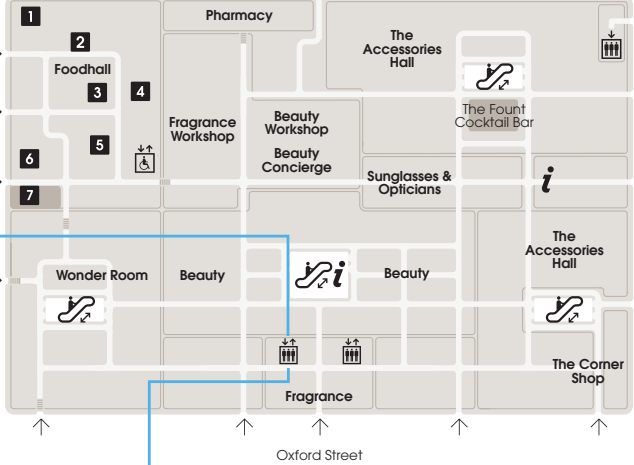 1
Pharmacy
2
The
Accessories
Hall
Foodhall
3
4
The Fount
Cocktail Bar
Fragrance
Workshop
Beauty
Workshop
5
Beauty
Concierge
6
Sunglasses &
Opticians
i
7
The
Accessories
Hall
Wonder Room
Beauty
i
Beauty
The Corner
Shop
Fragrance
Oxford Street